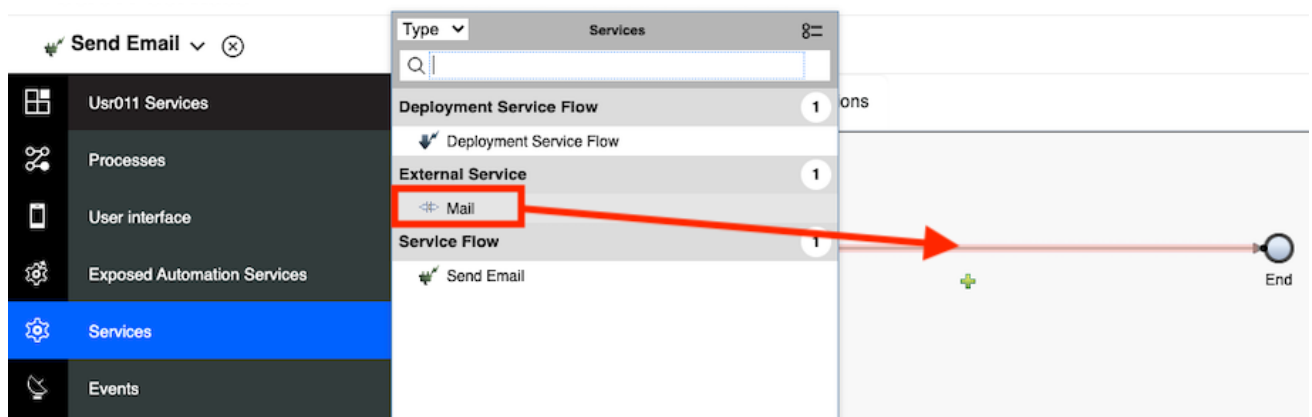 Send Email
Usr011 Services
Processes
User interface
Exposed Automation Services
Services
Events
Type
Services
Deployment Service Flow 1
Deployment Service Flow
External Service 1
Mail
Service Flow 1
Send Email
ons
End